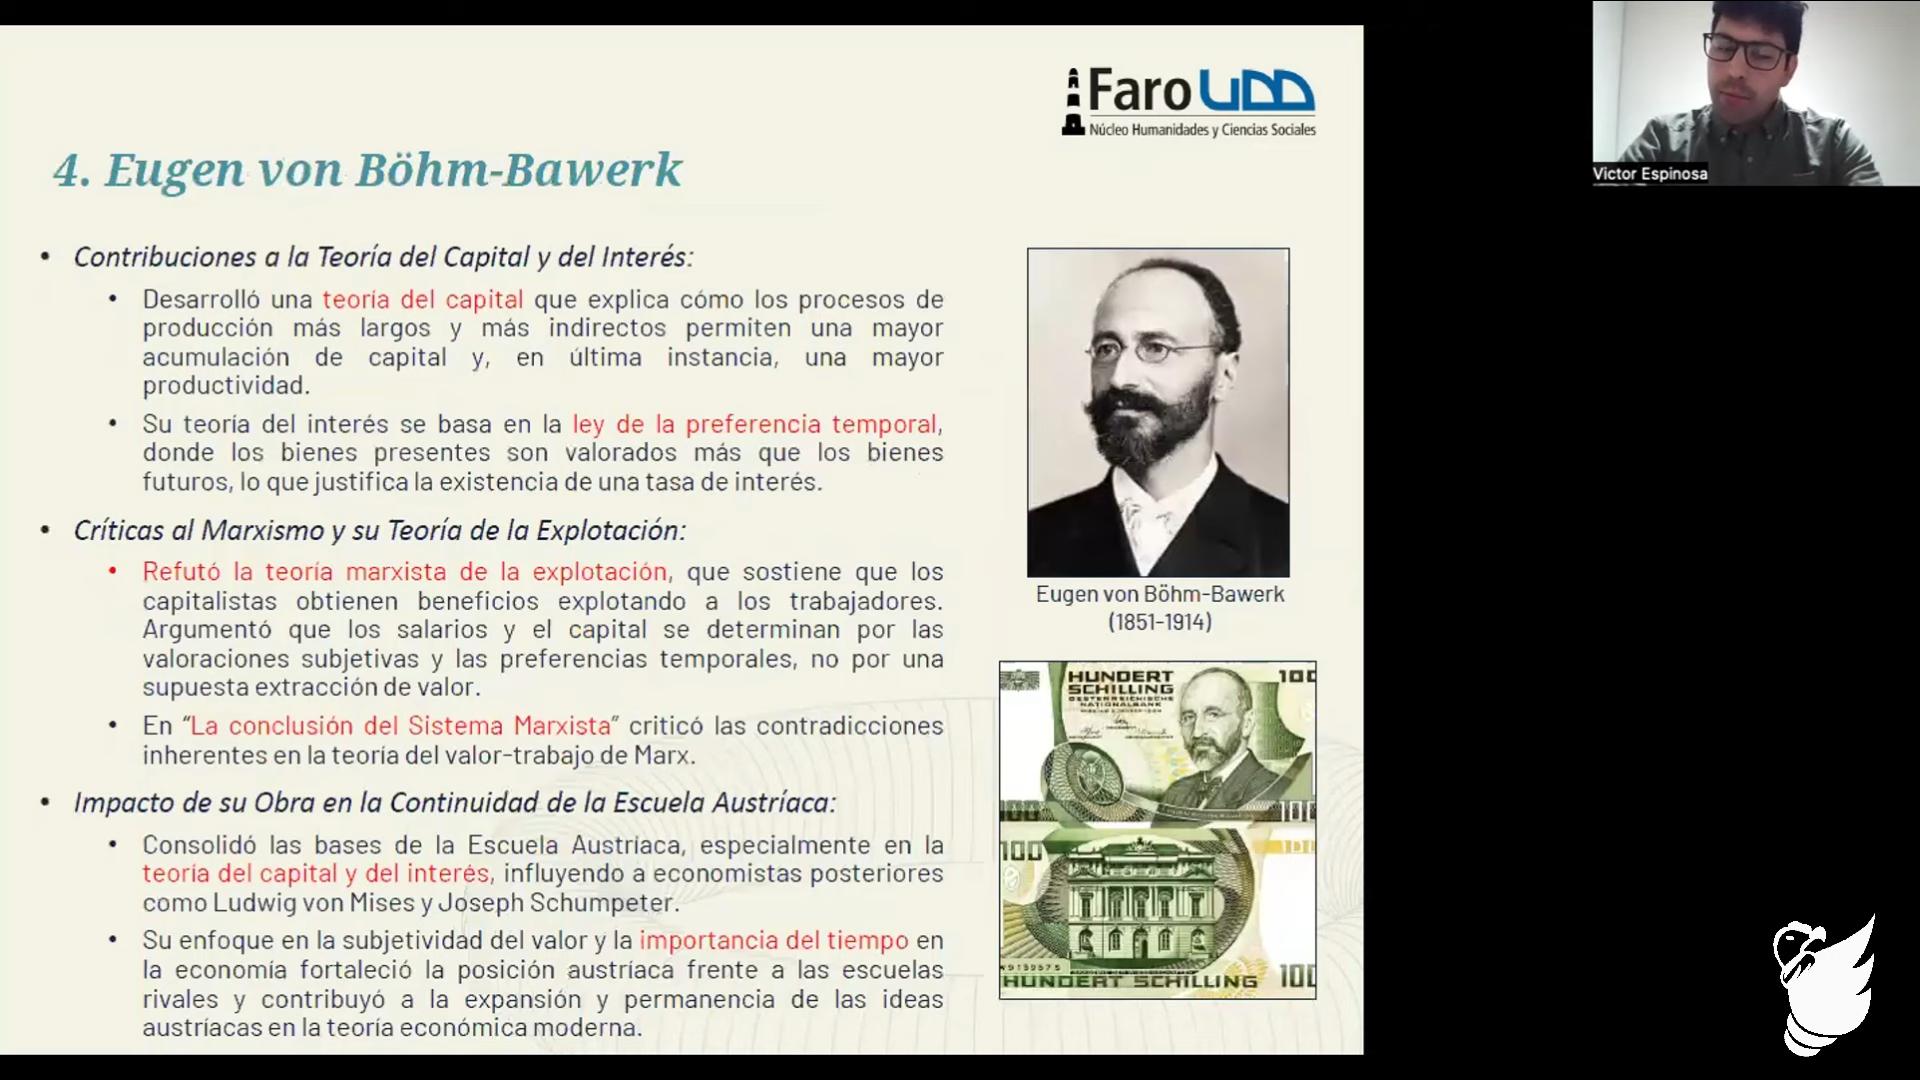 Faro UDD
Núcleo Humanidades y Ciencias Sociales
Victor Espinosa
4. Eugen von Böhm-Bawerk
• Contribuciones a la Teoría del Capital y del Interés:
• Desarrolló una teoría del capital que explica cómo los procesos de
producción más largos y más indirectos permiten una mayor
acumulación de capital y, en última instancia, una mayor
productividad.
• Su teoría del interés se basa en la ley de la preferencia temporal,
donde los bienes presentes son valorados más que los bienes
futuros, lo que justifica la existencia de una tasa de interés.
• Críticas al Marxismo y su Teoría de la Explotación:
• Refutó la teoría marxista de la explotación, que sostiene que los
capitalistas obtienen beneficios explotando a los trabajadores.
Argumentó que los salarios y el capital se determinan por las
valoraciones subjetivas y las preferencias temporales, no por una
supuesta extracción de valor.
• En “La conclusión del Sistema Marxista” criticó las contradicciones
inherentes en la teoría del valor-trabajo de Marx.
• Impacto de su Obra en la Continuidad de la Escuela Austríaca:
• Consolidó las bases de la Escuela Austríaca, especialmente en la
teoría del capital y del interés, influyendo a economistas posteriores
como Ludwig von Mises y Joseph Schumpeter.
• Su enfoque en la subjetividad del valor y la importancia del tiempo en
la economía fortaleció la posición austríaca frente a las escuelas
rivales y contribuyó a la expansión y permanencia de las ideas
austríacas en la teoría económica moderna.
Eugen von Böhm-Bawerk
(1851-1914)
HUNDERT
SCHILLING
OESTERREICHISCHE
NATIONALBANK
100
100
HUNDERT SCHILLING